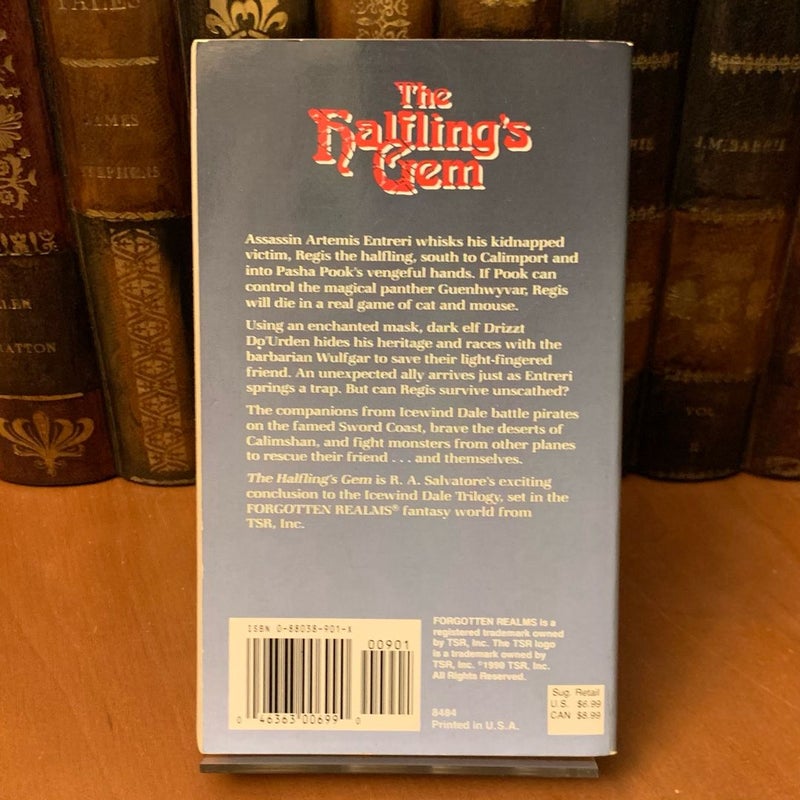 TALES
JAMES
STEPHENS
J.M. BARRIE
VOL
The
Halfling's
Gem
Assassin Artemis Entreri whisks his kidnapped
victim, Regis the halfling, south to Calimport and
into Pasha Pook's vengeful hands. If Pook can
control the magical panther Guenhwyvar, Regis
will die in a real game of cat and mouse.
Using an enchanted mask, dark elf Drizzt
Do'Urden hides his heritage and races with the
barbarian Wulfgar to save their light-fingered
friend. An unexpected ally arrives just as Entreri
springs a trap. But can Regis survive unscathed?
The companions from Icewind Dale battle pirates
on the famed Sword Coast, brave the deserts of
Calimshan, and fight monsters from other planes
to rescue their friend . . . and themselves.
The Halfling's Gem is R. A. Salvatore's exciting
conclusion to the Icewind Dale Trilogy, set in the
FORGOTTEN REALMS® fantasy world from
TSR, Inc.
ISBN 0-88038-901-X
00901
0 46363 00699 0
FORGOTTEN REALMS is a
registered trademark owned
by TSR, Inc. The TSR logo
is a trademark owned by
TSR, Inc. ©1990 TSR, Inc.
All Rights Reserved.
8484
Printed in U.S.A.
Sug. Retail
U.S. $6.99
CAN $8.99